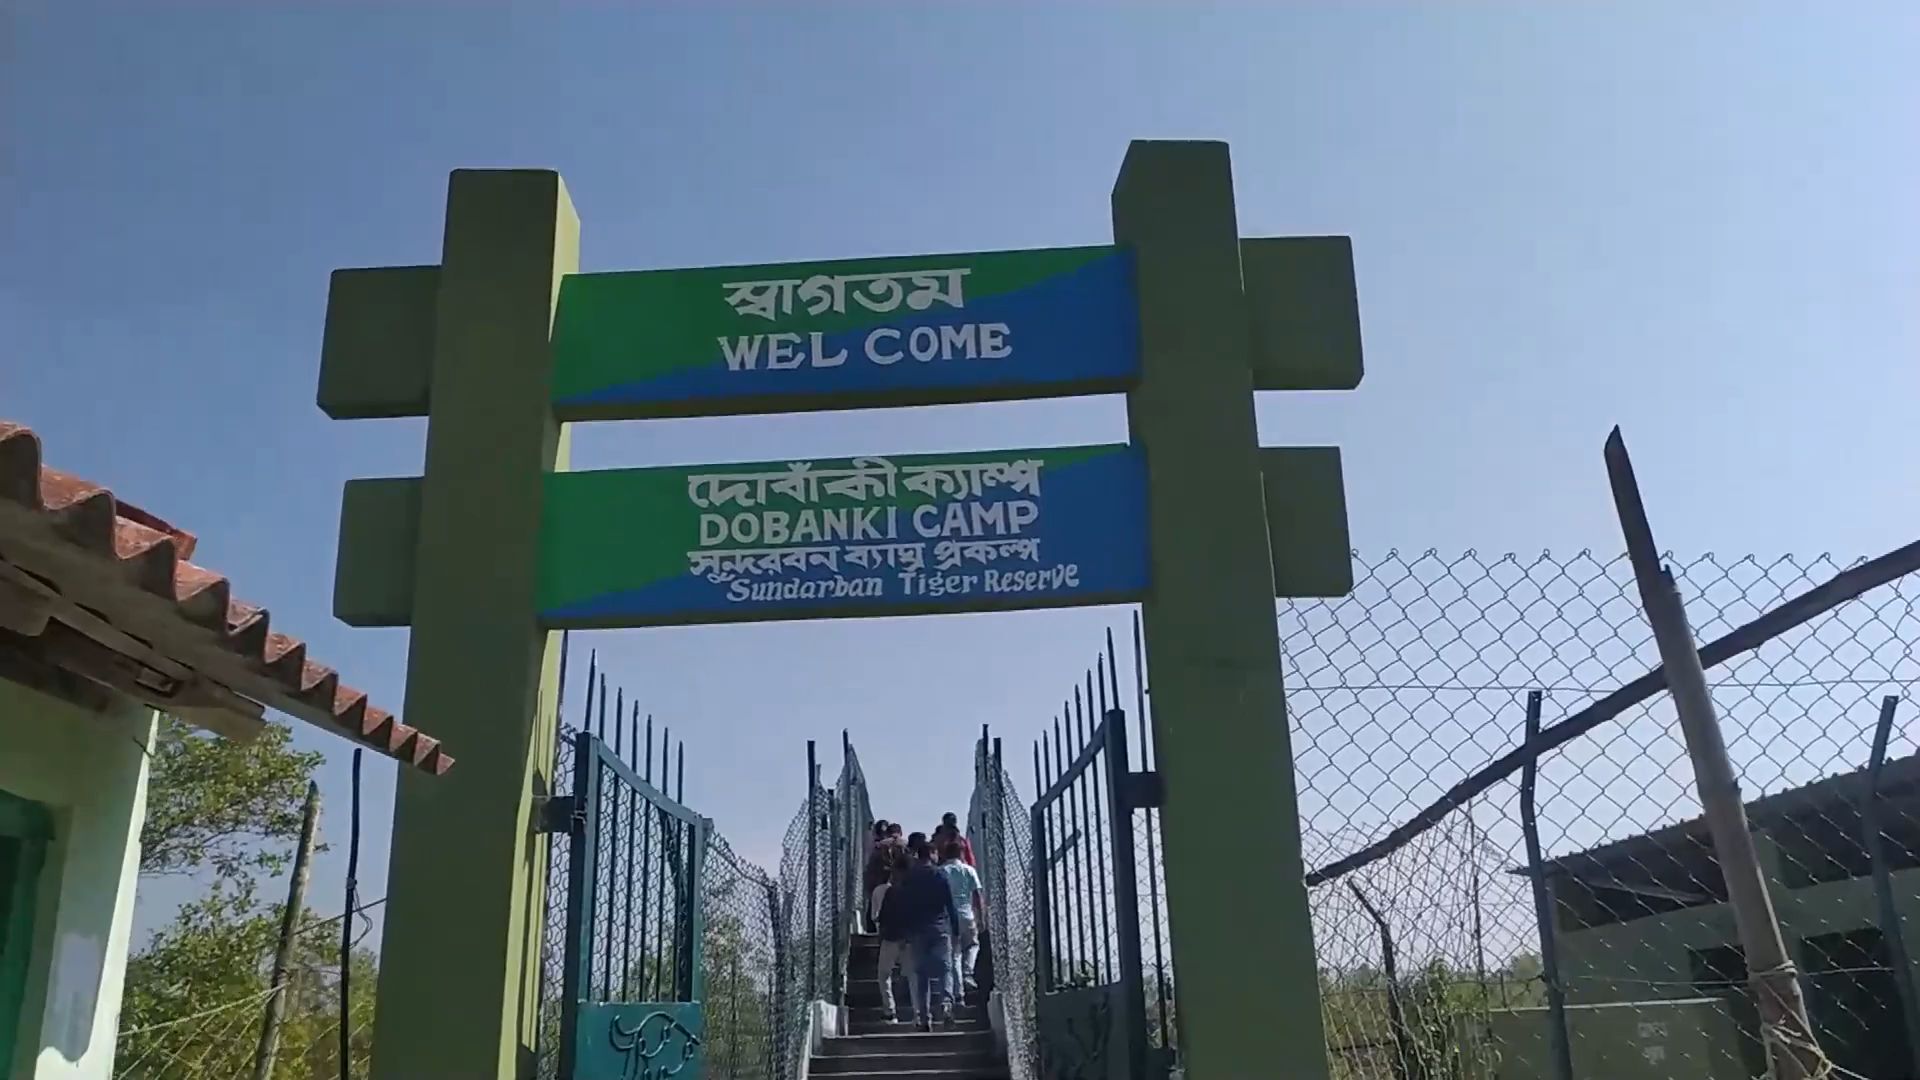 স্বাগতম
WEL COME
দোবাঁকী ক্যাম্প
DOBANKI CAMP
সুন্দরবন ব্যাঘ্র প্রকল্প
Sundarban Tiger Reserve